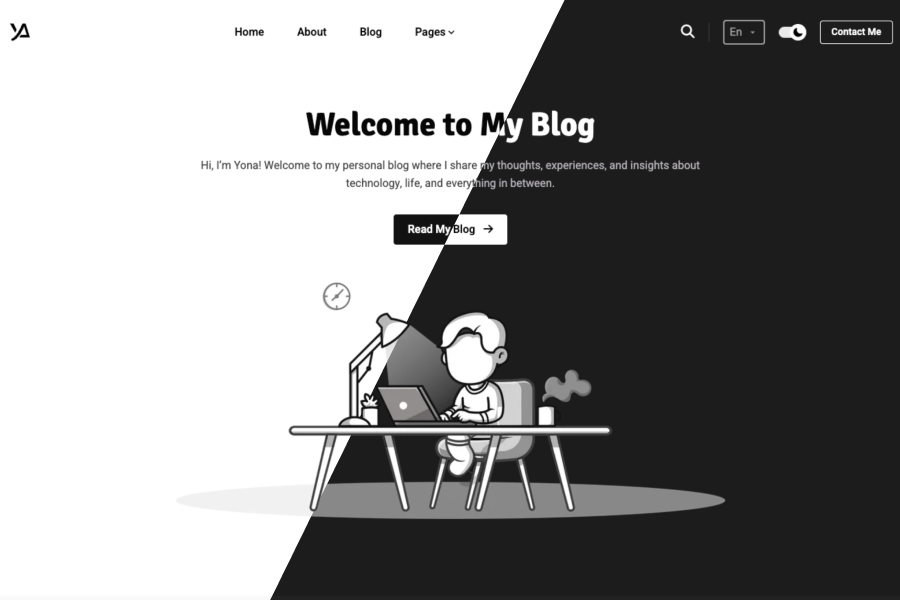 YA
Home About Blog Pages En Contact Me
Welcome to My Blog
Hi, I'm Yona! Welcome to my personal blog where I share my thoughts, experiences, and insights about
technology, life, and everything in between.
Read My Blog